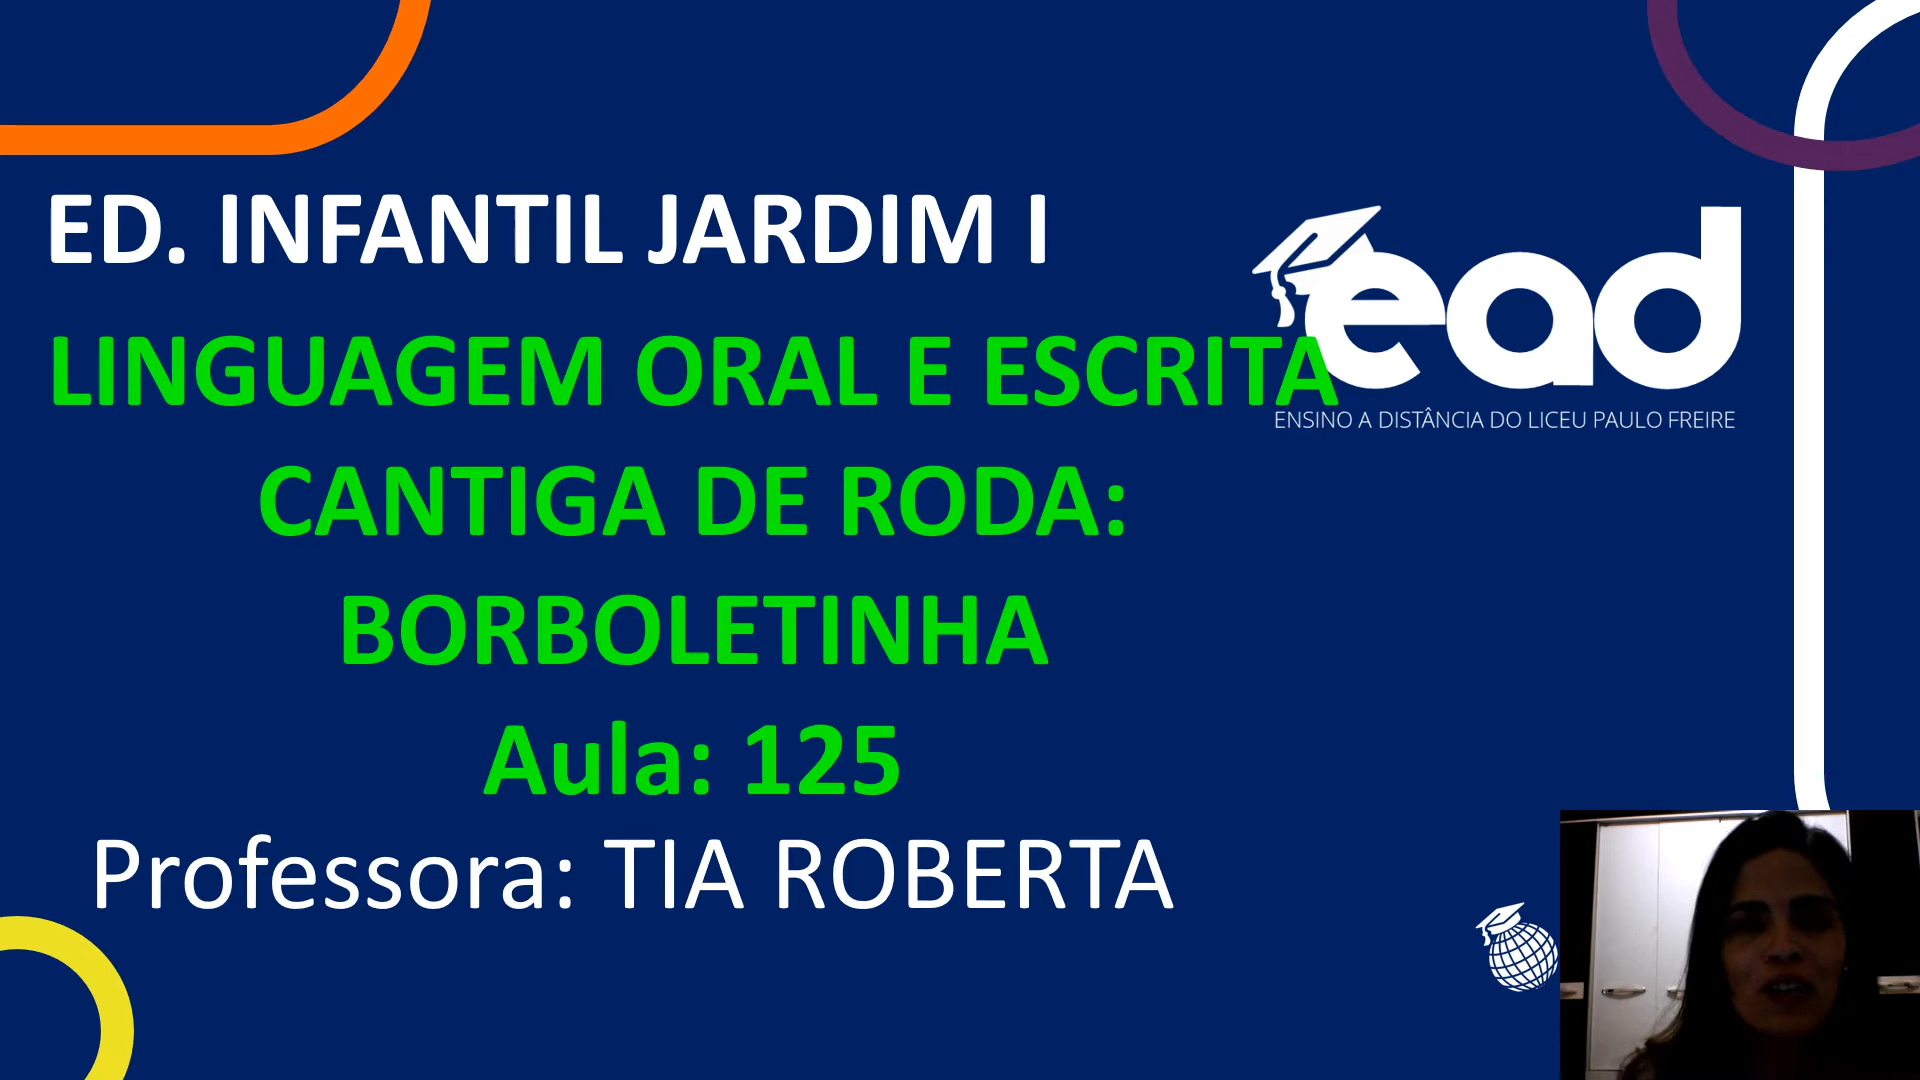 ED. INFANTIL JARDIM I
LINGUAGEM ORAL E ESCRITA
CANTIGA DE RODA:
BORBOLETINHA
Aula: 125
Professora: TIA ROBERTA
ead
ENSINO A DISTÂNCIA DO LICEU PAULO FREIRE